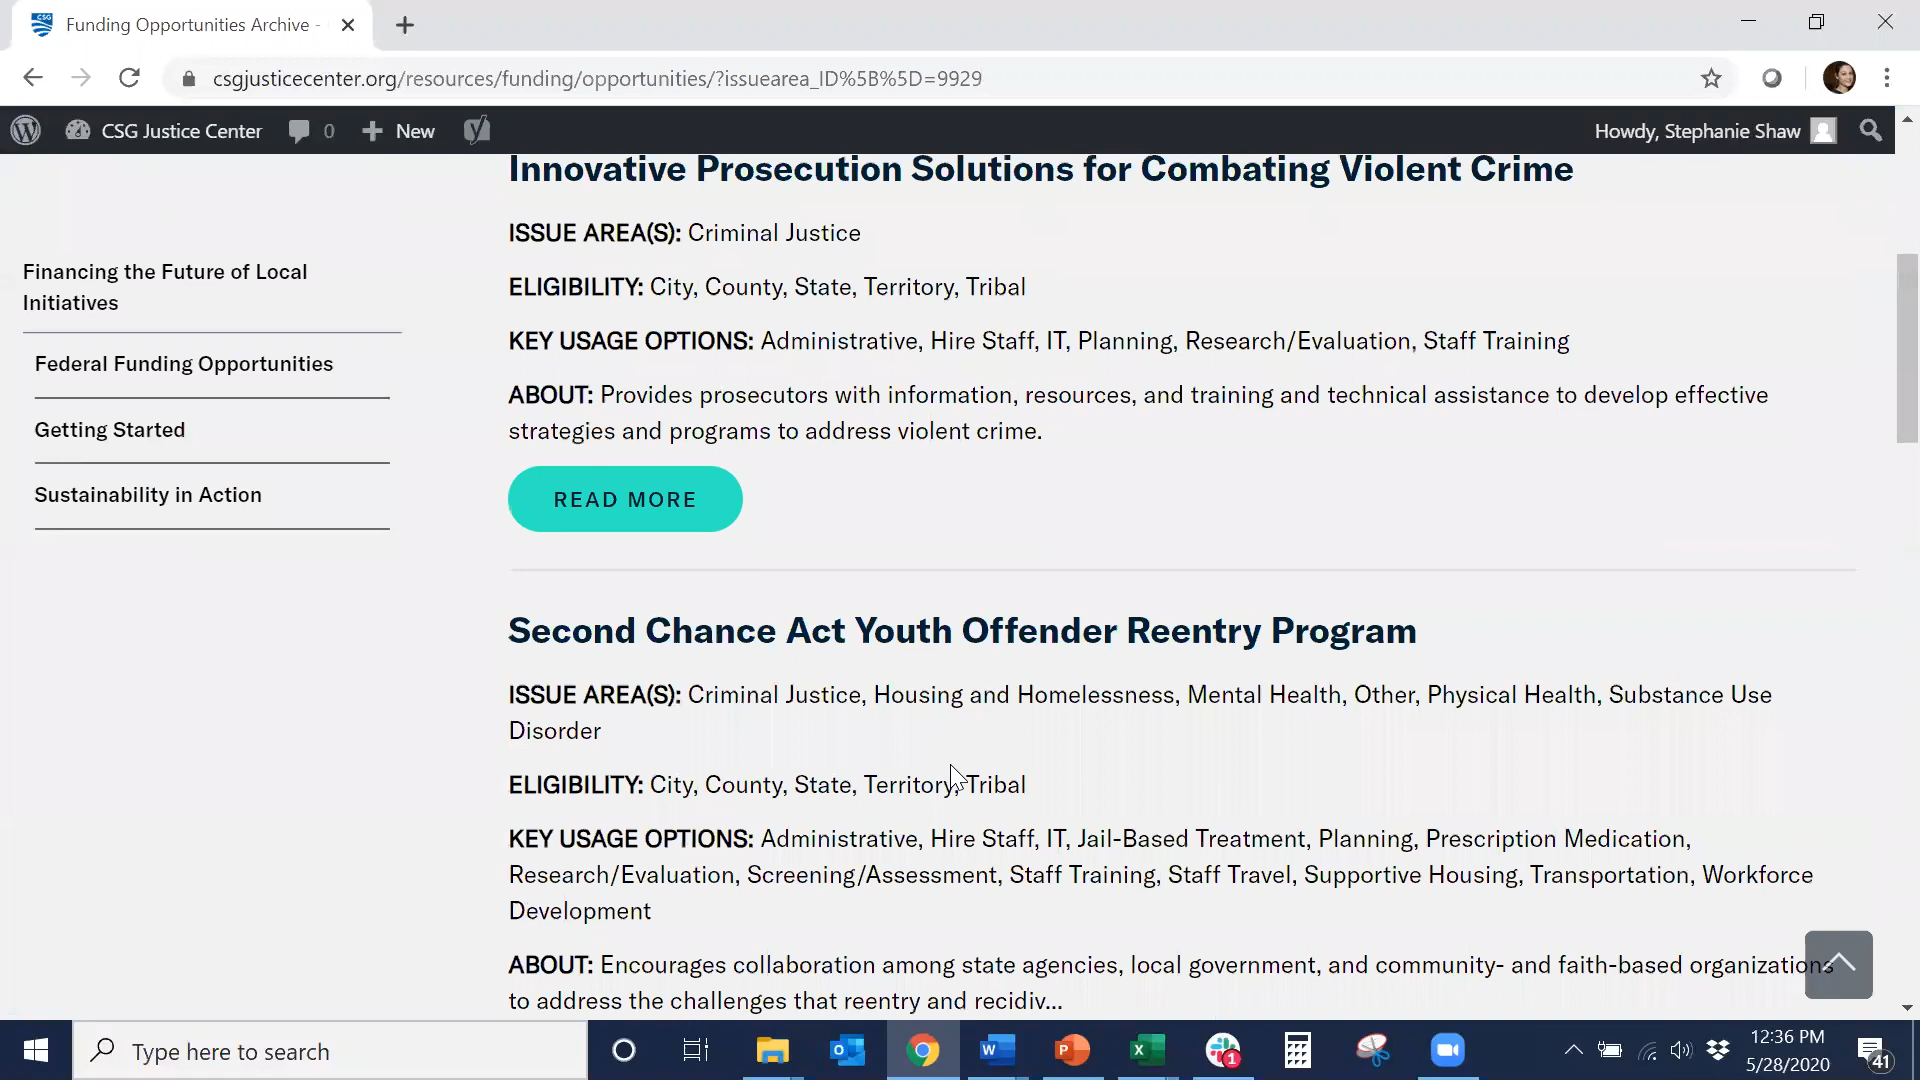 Funding Opportunities Archive -
csgjusticecenter.org/resources/funding/opportunities/?issuearea_ID%5B%5D=9929
CSG Justice Center 0 New Howdy, Stephanie Shaw
Financing the Future of Local
Initiatives
Federal Funding Opportunities
Getting Started
Sustainability in Action
Innovative Prosecution Solutions for Combating Violent Crime
ISSUE AREA(S): Criminal Justice
ELIGIBILITY: City, County, State, Territory, Tribal
KEY USAGE OPTIONS: Administrative, Hire Staff, IT, Planning, Research/Evaluation, Staff Training
ABOUT: Provides prosecutors with information, resources, and training and technical assistance to develop effective
strategies and programs to address violent crime.
READ MORE
Second Chance Act Youth Offender Reentry Program
ISSUE AREA(S): Criminal Justice, Housing and Homelessness, Mental Health, Other, Physical Health, Substance Use
Disorder
ELIGIBILITY: City, County, State, Territory, Tribal
KEY USAGE OPTIONS: Administrative, Hire Staff, IT, Jail-Based Treatment, Planning, Prescription Medication,
Research/Evaluation, Screening/Assessment, Staff Training, Staff Travel, Supportive Housing, Transportation, Workforce
Development
ABOUT: Encourages collaboration among state agencies, local government, and community- and faith-based organizations
to address the challenges that reentry and recidiv...
Type here to search
12:36 PM
5/28/2020
41